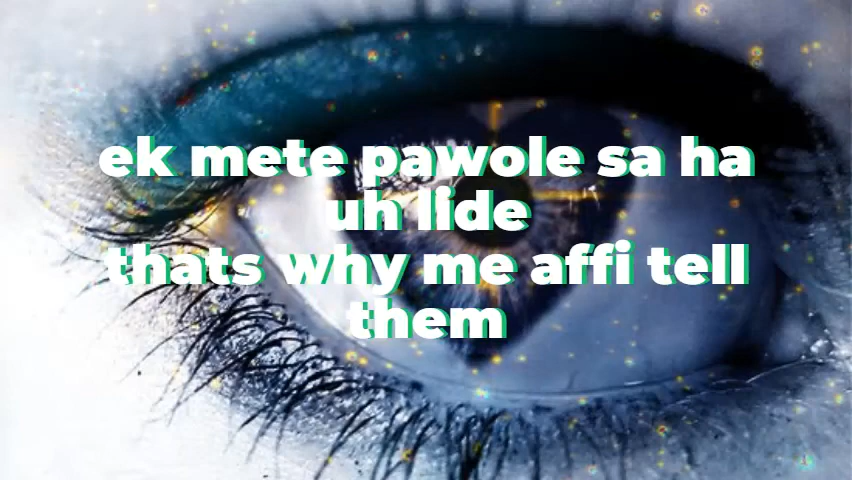 ek mete pawole sa ha
uh lide
thats why me affi tell
them